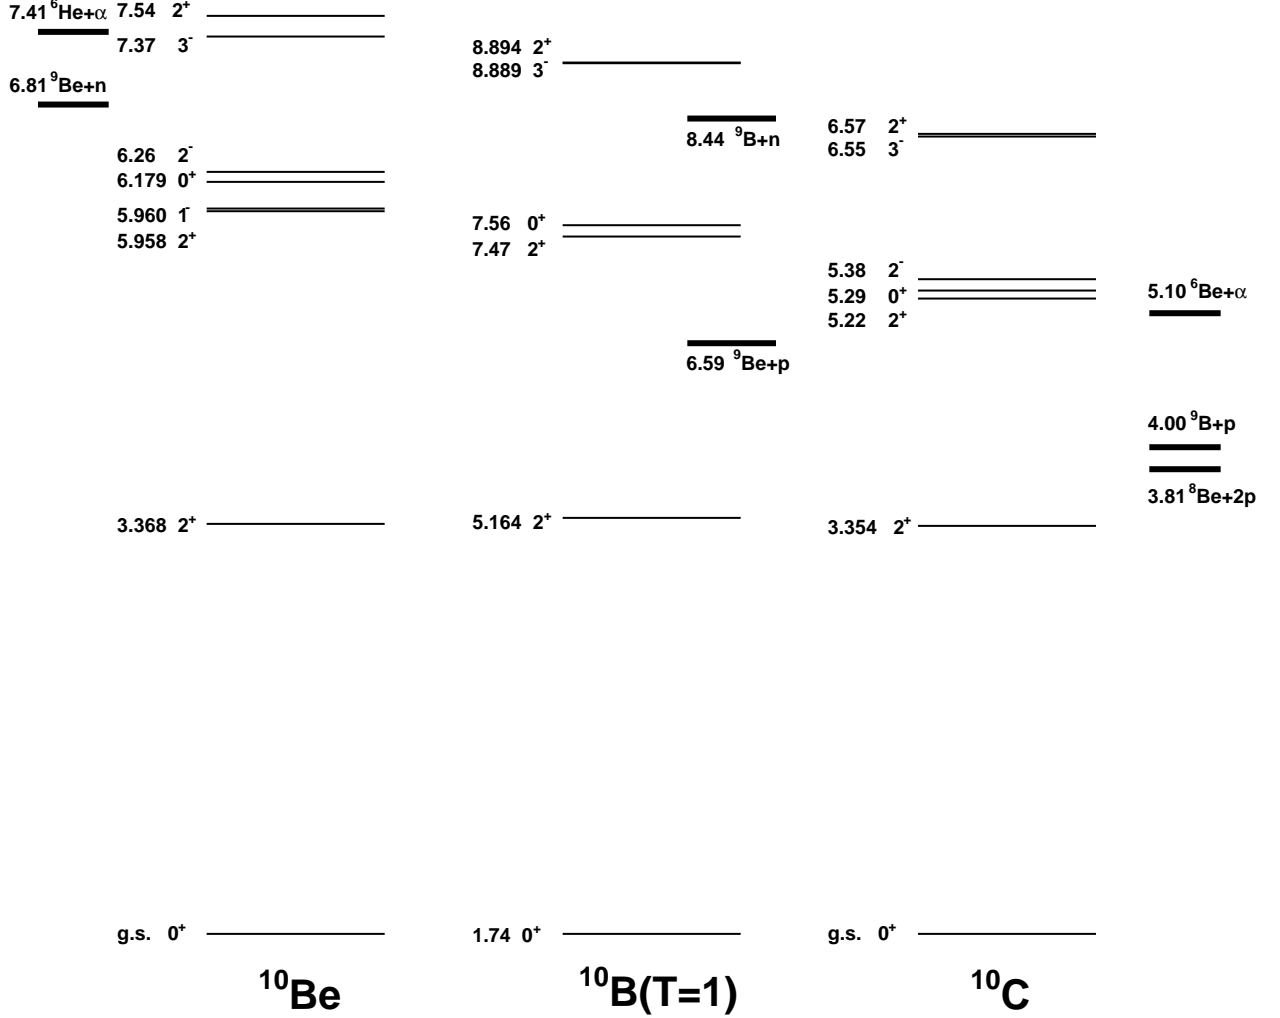 7.41 ⁶He+α
7.54 2⁺
7.37 3⁻
6.81 ⁹Be+n
6.26 2⁻
6.179 0⁺
5.960 1⁻
5.958 2⁺
3.368 2⁺
g.s. 0⁺
¹⁰Be
8.894 2⁺
8.889 3⁻
8.44 ⁹B+n
7.56 0⁺
7.47 2⁺
6.59 ⁹Be+p
5.164 2⁺
1.74 0⁺
¹⁰B(T=1)
6.57 2⁺
6.55 3⁻
5.38 2⁻
5.29 0⁺
5.22 2⁺
3.354 2⁺
g.s. 0⁺
¹⁰C
5.10 ⁶Be+α
4.00 ⁹B+p
3.81 ⁸Be+2p